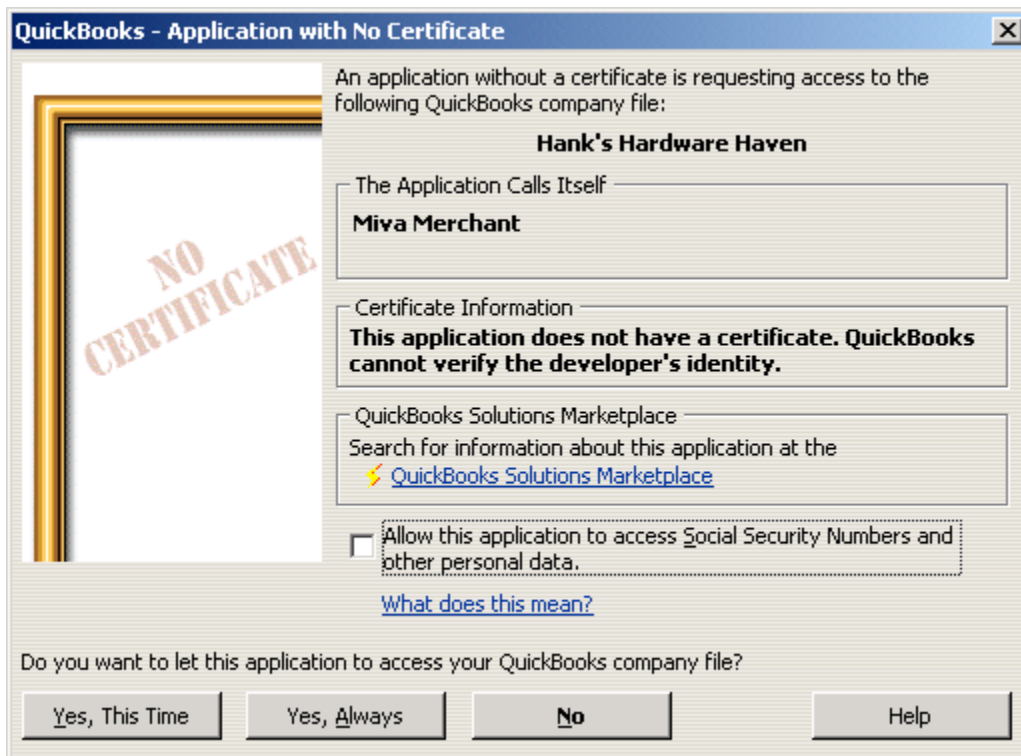 QuickBooks - Application with No Certificate
An application without a certificate is requesting access to the
following QuickBooks company file:
Hank's Hardware Haven
The Application Calls Itself
Miva Merchant
NO
CERTIFICATE
Certificate Information
This application does not have a certificate. QuickBooks
cannot verify the developer's identity.
QuickBooks Solutions Marketplace
Search for information about this application at the
QuickBooks Solutions Marketplace
Allow this application to access Social Security Numbers and
other personal data.
What does this mean?
Do you want to let this application to access your QuickBooks company file?
Yes, This Time
Yes, Always
No
Help